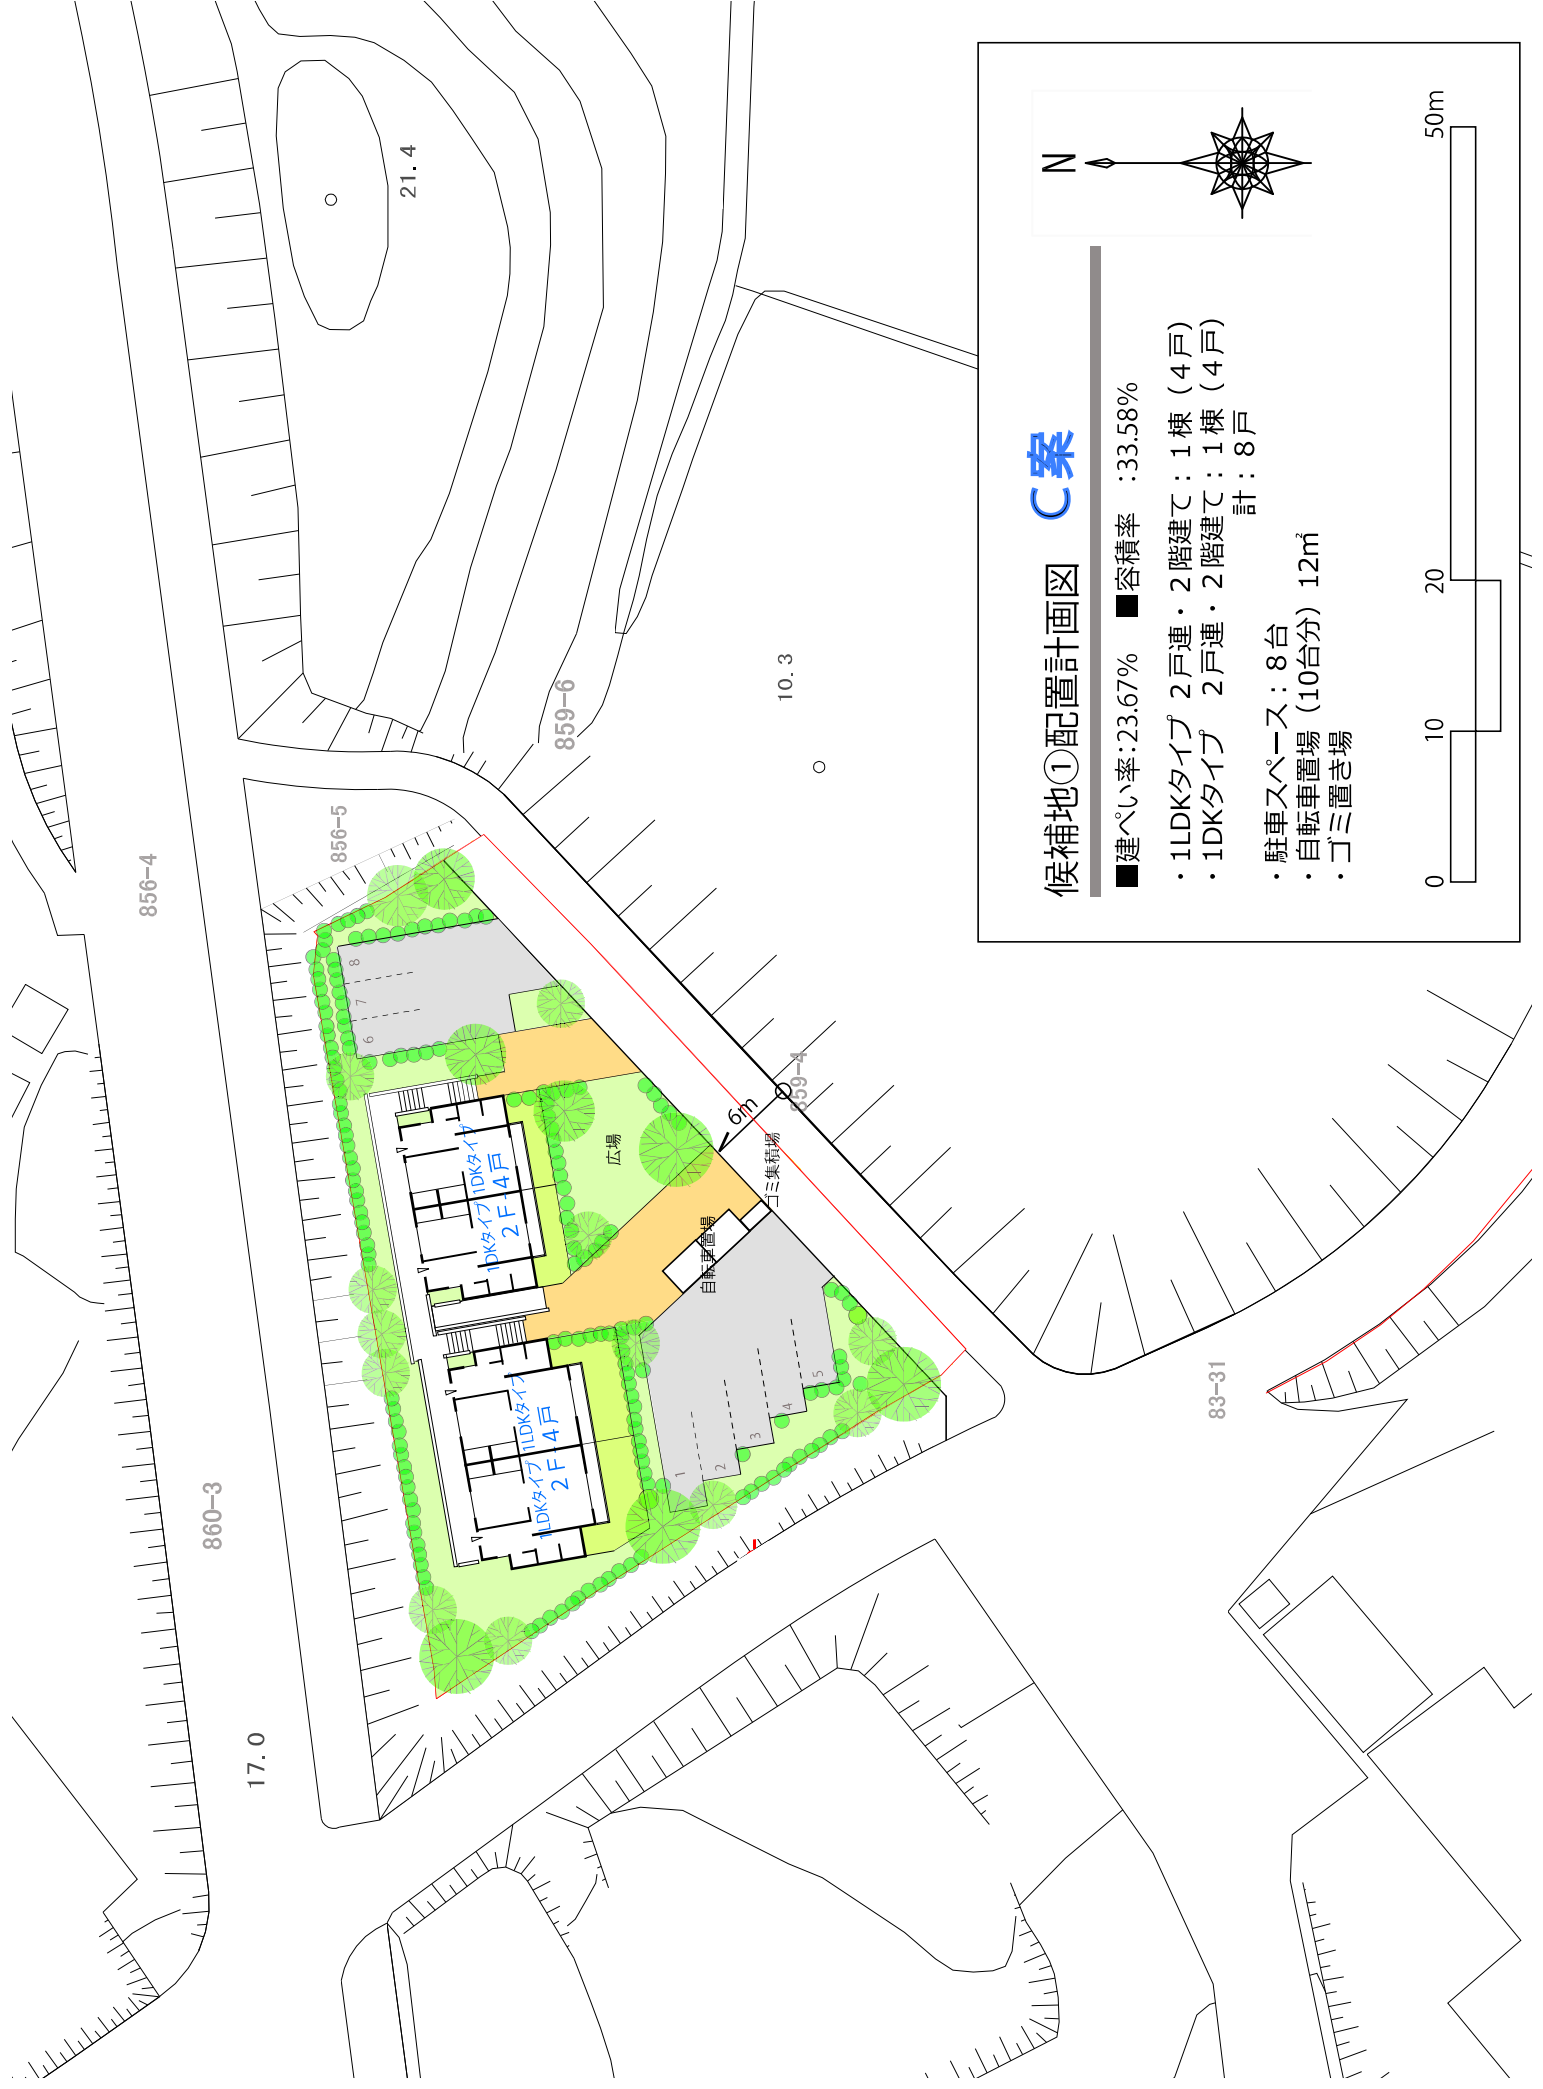 候補地①配置計画図 C案
N
■建ぺい率:23.67% ■容積率 :33.58%
・1LDKタイプ 2戸連・2階建て:1棟(4戸)
・1DKタイプ 2戸連・2階建て:1棟(4戸)
計:8戸
・駐車スペース:8台
・自転車置場(10台分)12㎡
・ゴミ置き場
0 10 20 50m
21.4
10.3
17.0
856-4
856-5
859-6
859-4
860-3
83-31
1LDKタイプ 1LDKタイプ
2F-4戸
1DKタイプ 1DKタイプ
2F-4戸
広場
自転車置場
ゴミ集積場
6m
1
2
3
4
5
6
7
8